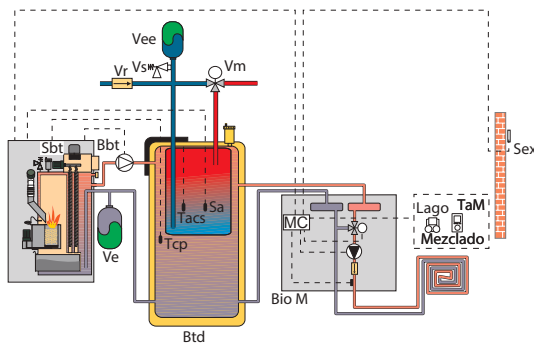 Vee
Vs
Vm
Vr
Sbt
Bbt
Sex
Tacs
Sa
Lago
TaM
MC
Mezclado
Tcp
Ve
Bio M
Btd